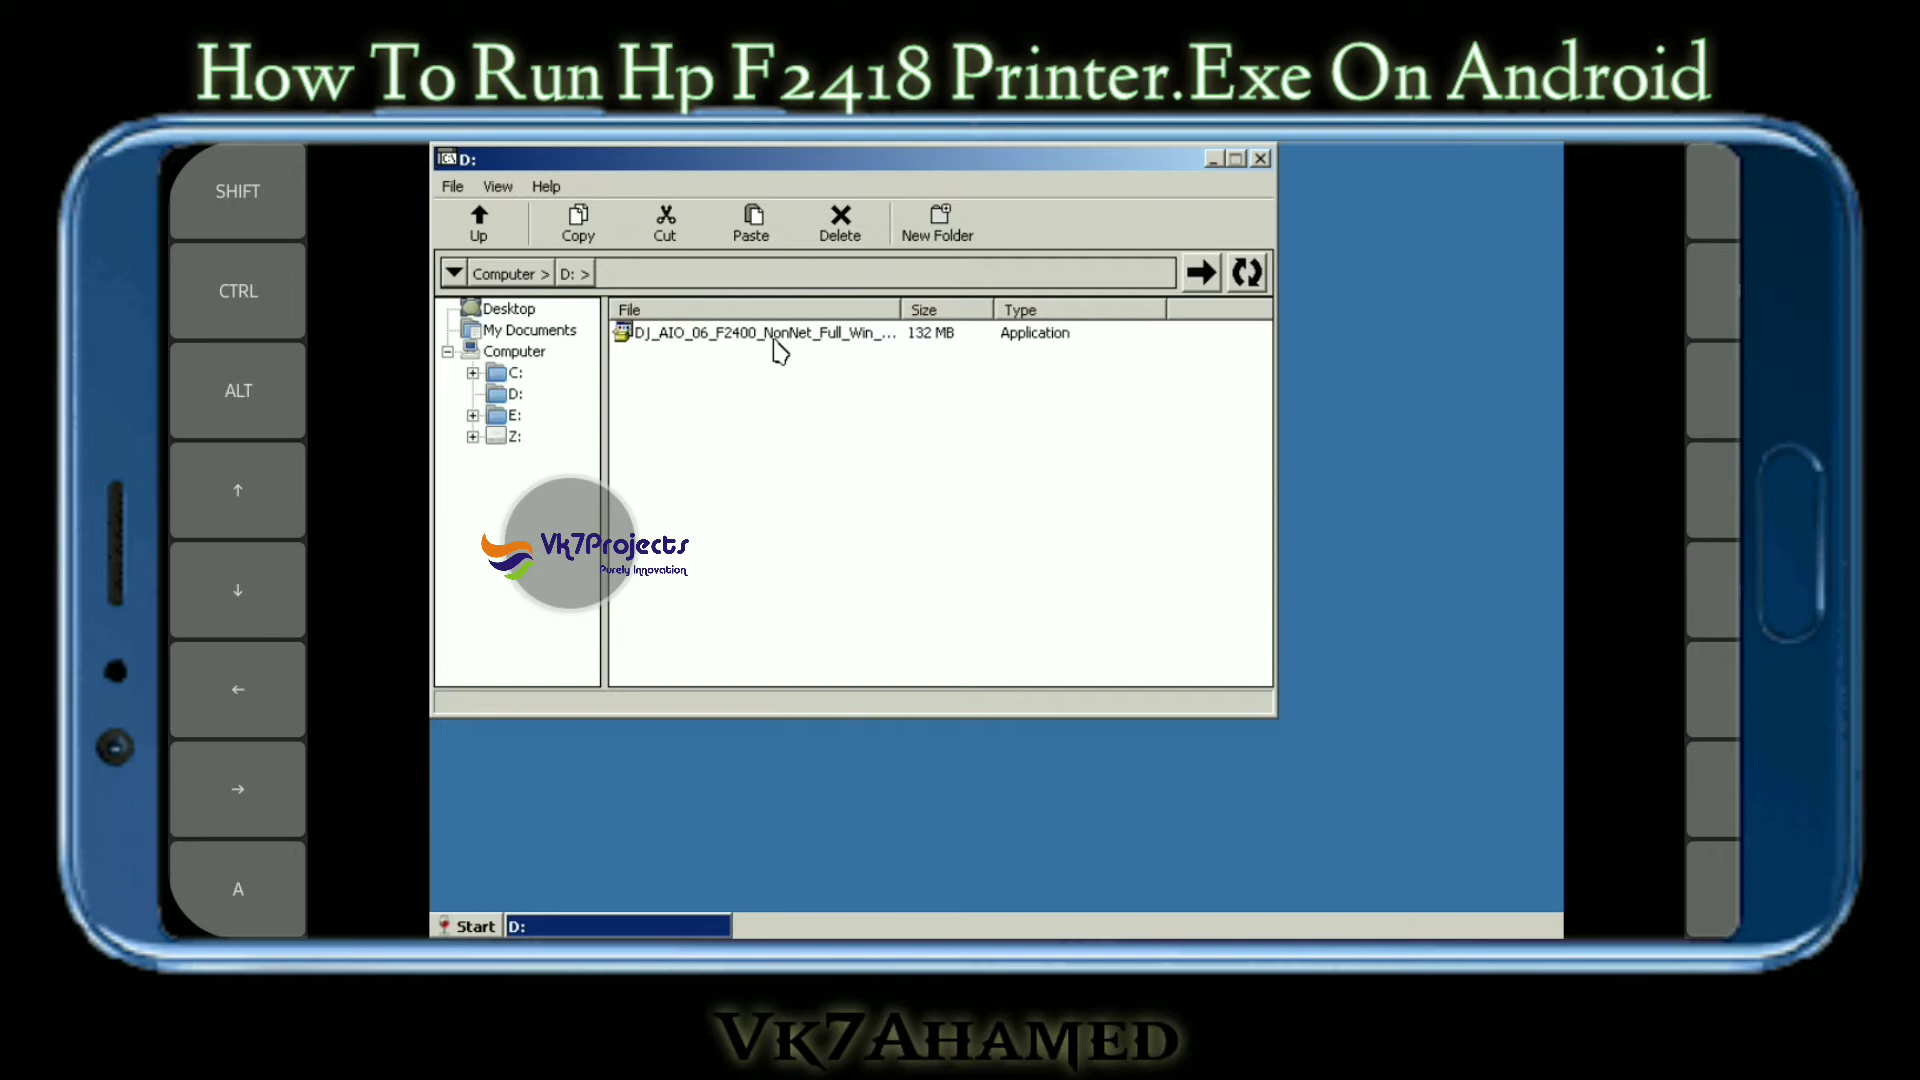 How To Run Hp F2418 Printer.Exe On Android
SHIFT
CTRL
ALT
↑
↓
←
→
A
D:
File View Help
Up Copy Cut Paste Delete New Folder
Computer > D: >
Desktop
My Documents
Computer
C:
D:
E:
Z:
File Size Type
DJ_AIO_06_F2400_NonNet_Full_Win_... 132 MB Application
Vk7Projects
Purely Innovation
Start D:
Vk7Ahamed